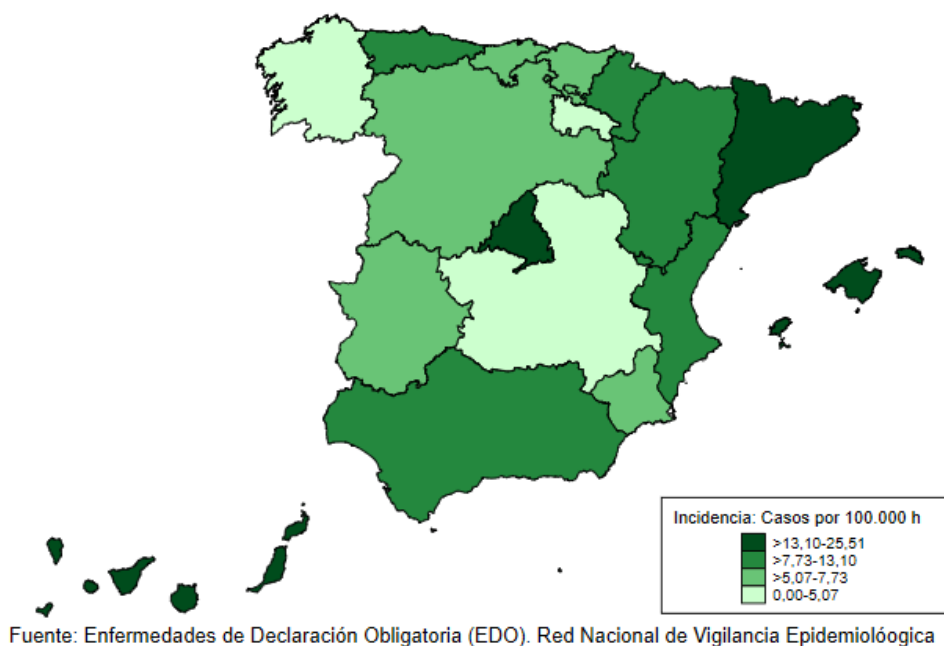 Incidencia: Casos por 100.000 h
>13,10-25,51
>7,73-13,10
>5,07-7,73
0,00-5,07
Fuente: Enfermedades de Declaración Obligatoria (EDO). Red Nacional de Vigilancia Epidemiolóogica